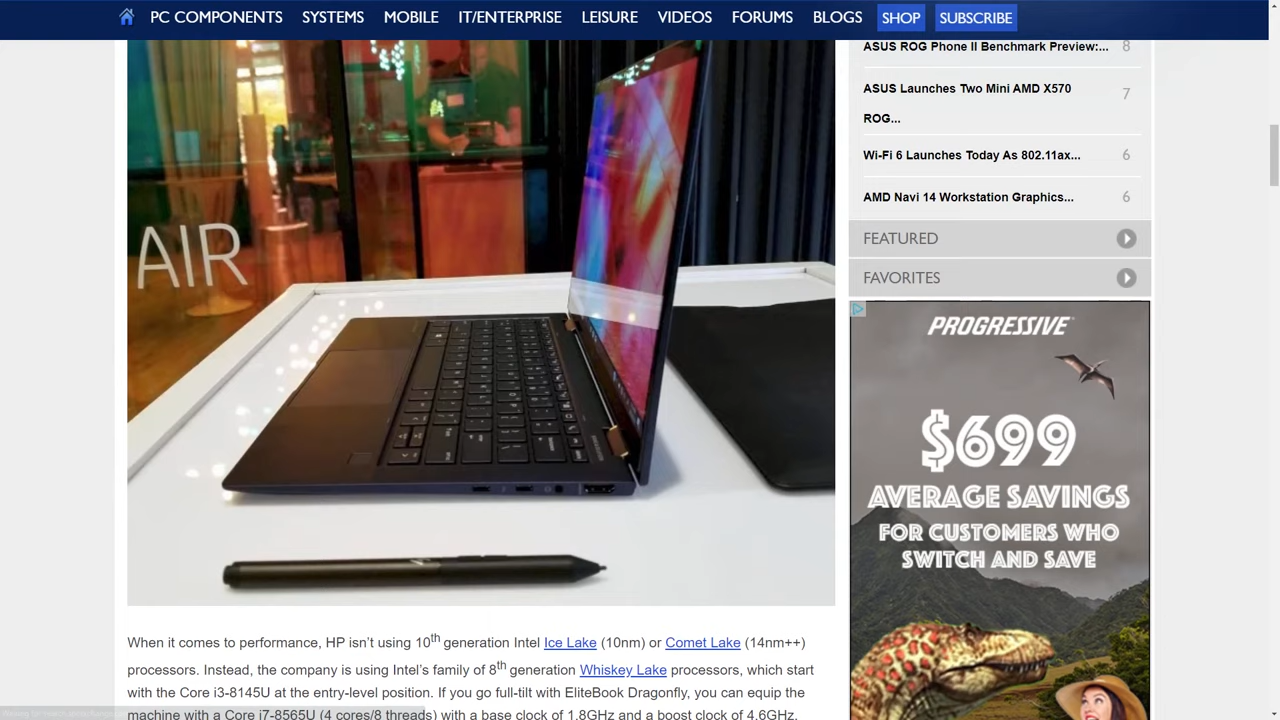 PC COMPONENTS SYSTEMS MOBILE IT/ENTERPRISE LEISURE VIDEOS FORUMS BLOGS SHOP SUBSCRIBE
AIR
When it comes to performance, HP isn’t using 10th generation Intel Ice Lake (10nm) or Comet Lake (14nm++)
processors. Instead, the company is using Intel’s family of 8th generation Whiskey Lake processors, which start
with the Core i3-8145U at the entry-level position. If you go full-tilt with EliteBook Dragonfly, you can equip the
machine with a Core i7-8565U (4 cores/8 threads) with a base clock of 1.8GHz and a boost clock of 4.6GHz.
ASUS ROG Phone II Benchmark Preview:... 8
ASUS Launches Two Mini AMD X570
ROG... 7
Wi-Fi 6 Launches Today As 802.11ax... 6
AMD Navi 14 Workstation Graphics... 6
FEATURED
FAVORITES
PROGRESSIVE
$699
AVERAGE SAVINGS
FOR CUSTOMERS WHO
SWITCH AND SAVE